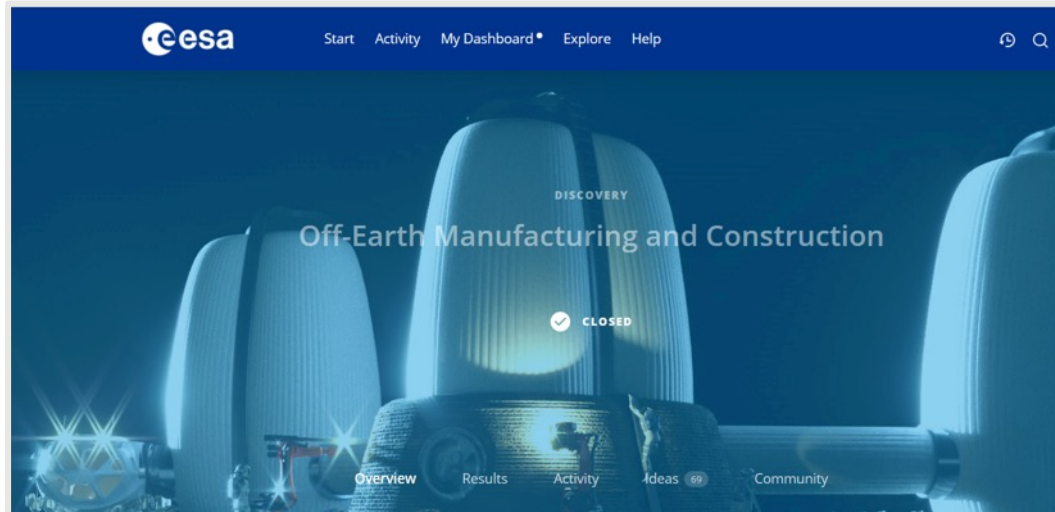 esa
Start Activity My Dashboard Explore Help
DISCOVERY
Off-Earth Manufacturing and Construction
CLOSED
Overview Results Activity Ideas 69 Community